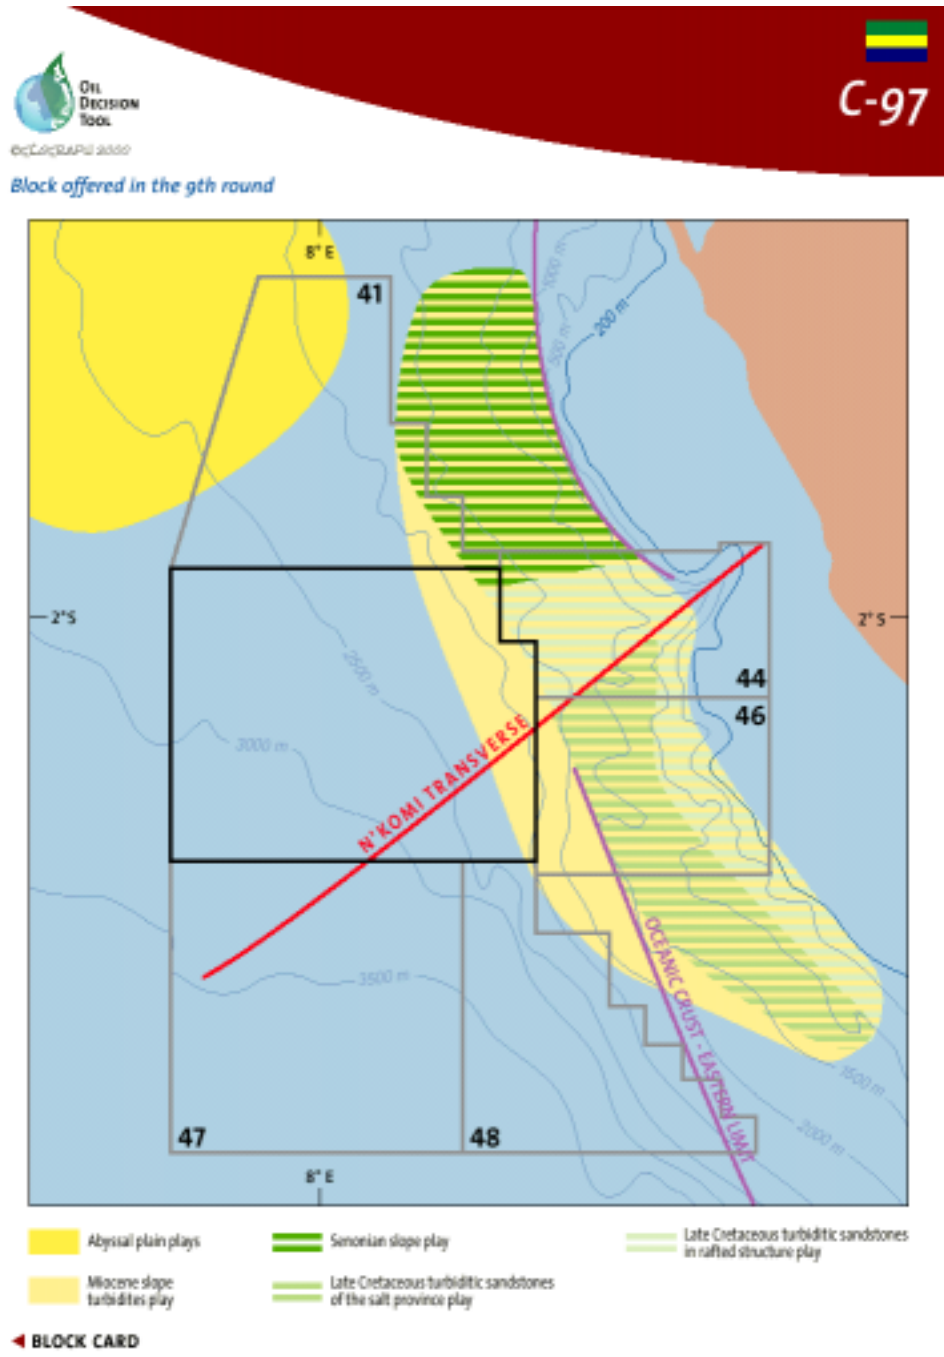 C-97
OIL
DECISION
TOOL
Block offered in the 9th round
8° E
41
1000 m
500 m
200 m
2° S
2° S
2500 m
44
46
3000 m
N'KOMI TRANSVERSE
OCEANIC CRUST - EASTERN LIMIT
3500 m
1500 m
2000 m
47
48
8° E
Abyssal plain plays
Senonian slope play
Late Cretaceous turbiditic sandstones
in rafted structure play
Miocene slope
turbidites play
Late Cretaceous turbiditic sandstones
of the salt province play
BLOCK CARD